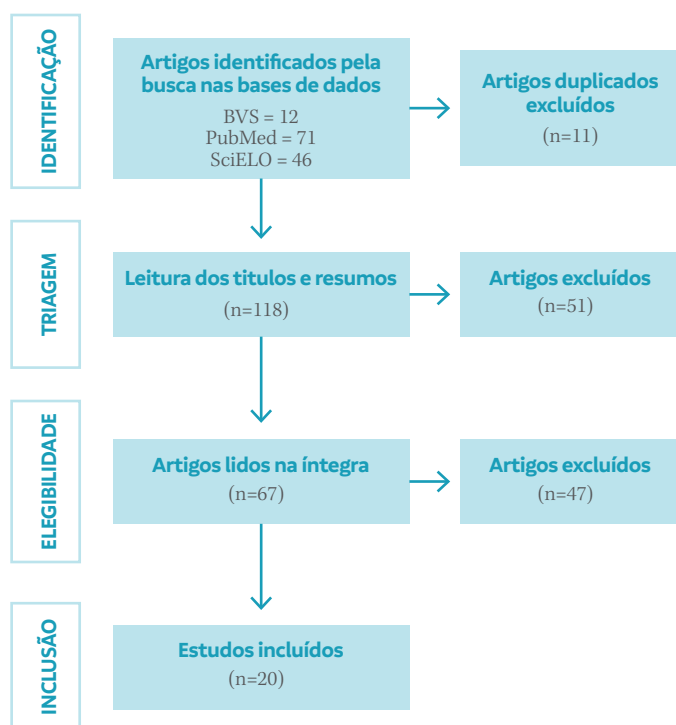 IDENTIFICAÇÃO
Artigos identificados pela
busca nas bases de dados
BVS = 12
PubMed = 71
SciELO = 46
Artigos duplicados
excluídos
(n=11)
TRIAGEM
Leitura dos titulos e resumos
(n=118)
Artigos excluídos
(n=51)
ELEGIBILIDADE
Artigos lidos na íntegra
(n=67)
Artigos excluídos
(n=47)
INCLUSÃO
Estudos incluídos
(n=20)